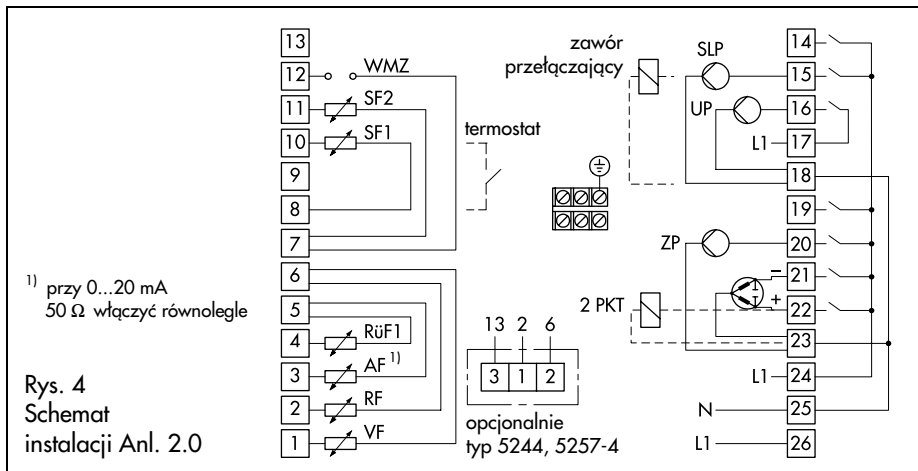 13
12 WMZ
11 SF2
10 SF1
9
8
7
termostat
6
5
4 RüF1
3 AF 1)
2 RF
1 VF
1) przy 0...20 mA
50 Ω włączyć równolegle
Rys. 4
Schemat
instalacji Anl. 2.0
13 2 6
3 1 2
opcjonalnie
typ 5244, 5257-4
zawór
przełączający
SLP
UP
ZP
2 PKT
14
15
16
L1 17
18
19
20
− 21
+ 22
23
L1 24
N 25
L1 26